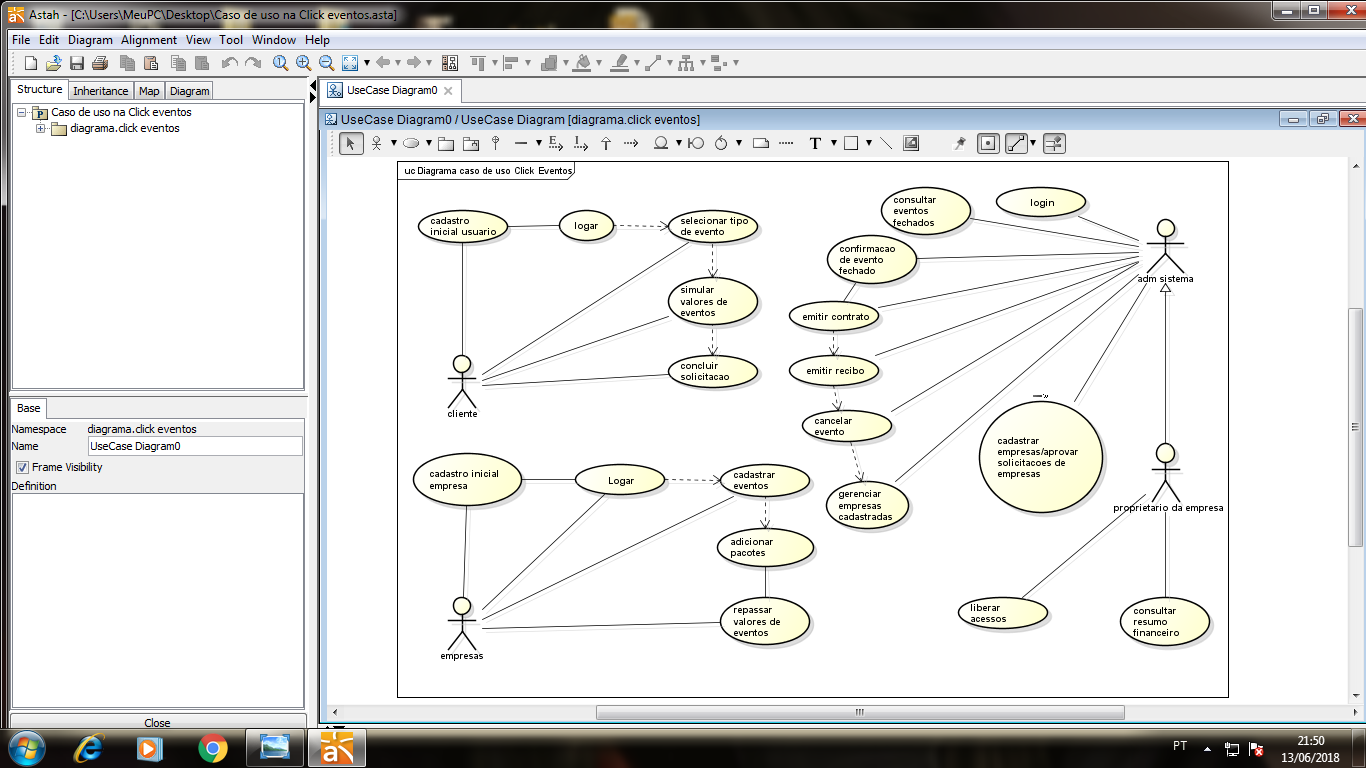 Astah - [C:\Users\MeuPC\Desktop\Caso de uso na Click eventos.asta]
File Edit Diagram Alignment View Tool Window Help
Structure Inheritance Map Diagram
Caso de uso na Click eventos
diagrama.click eventos
Base
Namespace diagrama.click eventos
Name UseCase Diagram0
Frame Visibility
Definition
Close
UseCase Diagram0
UseCase Diagram0 / UseCase Diagram [diagrama.click eventos]
uc Diagrama caso de uso Click Eventos
cadastro
inicial usuario
logar
selecionar tipo
de evento
simular
valores de
eventos
concluir
solicitacao
cliente
cadastro inicial
empresa
Logar
cadastrar
eventos
adicionar
pacotes
repassar
valores de
eventos
empresas
consultar
eventos
fechados
login
confirmacao
de evento
fechado
adm sistema
emitir contrato
emitir recibo
cancelar
evento
gerenciar
empresas
cadastradas
cadastrar
empresas/aprovar
solicitacoes de
empresas
proprietario da empresa
liberar
acessos
consultar
resumo
financeiro
PT
21:50
13/06/2018